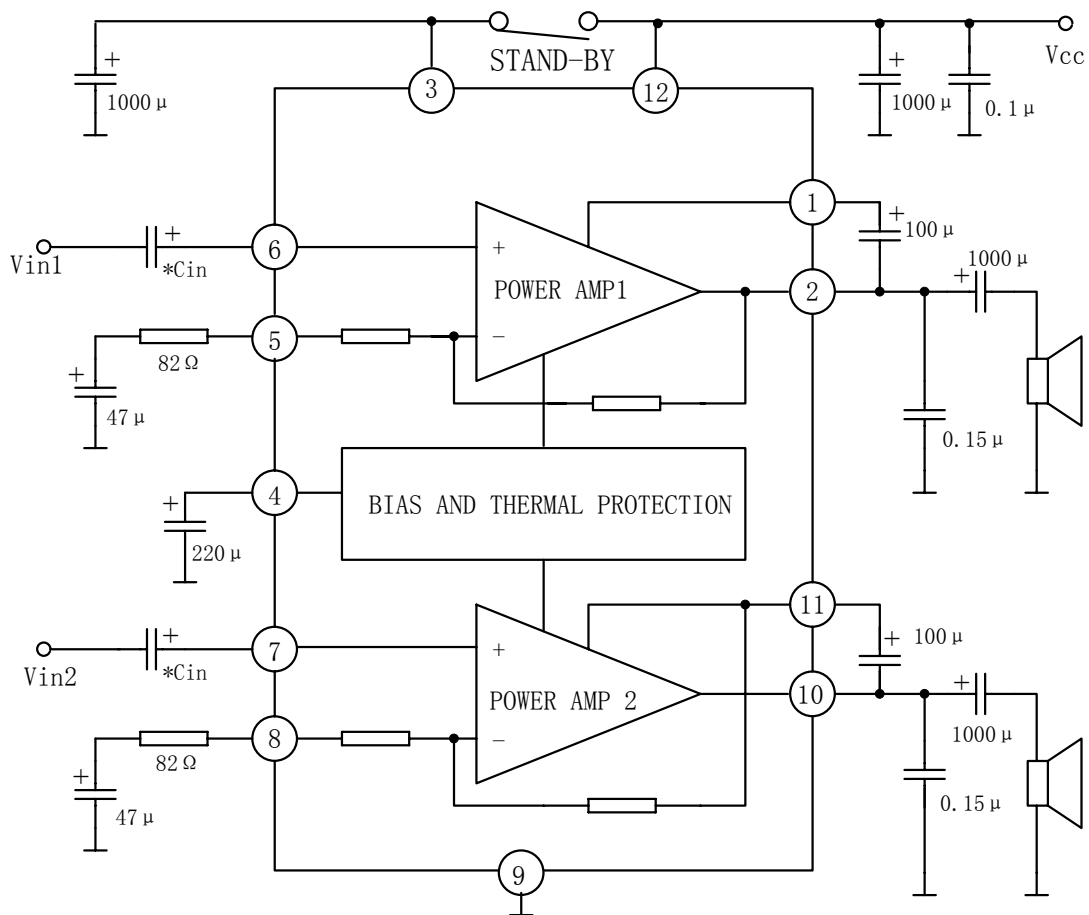 STAND-BY
Vcc
+
1000μ
3
12
+
1000μ
0.1μ
1
+
100μ
Vin1
+
*Cin
6
+
POWER AMP1
2
+
1000μ
5
−
82Ω
+
47μ
0.15μ
4
BIAS AND THERMAL PROTECTION
+
220μ
11
Vin2
+
*Cin
7
+
+
100μ
POWER AMP 2
10
+
1000μ
8
−
82Ω
+
47μ
0.15μ
9